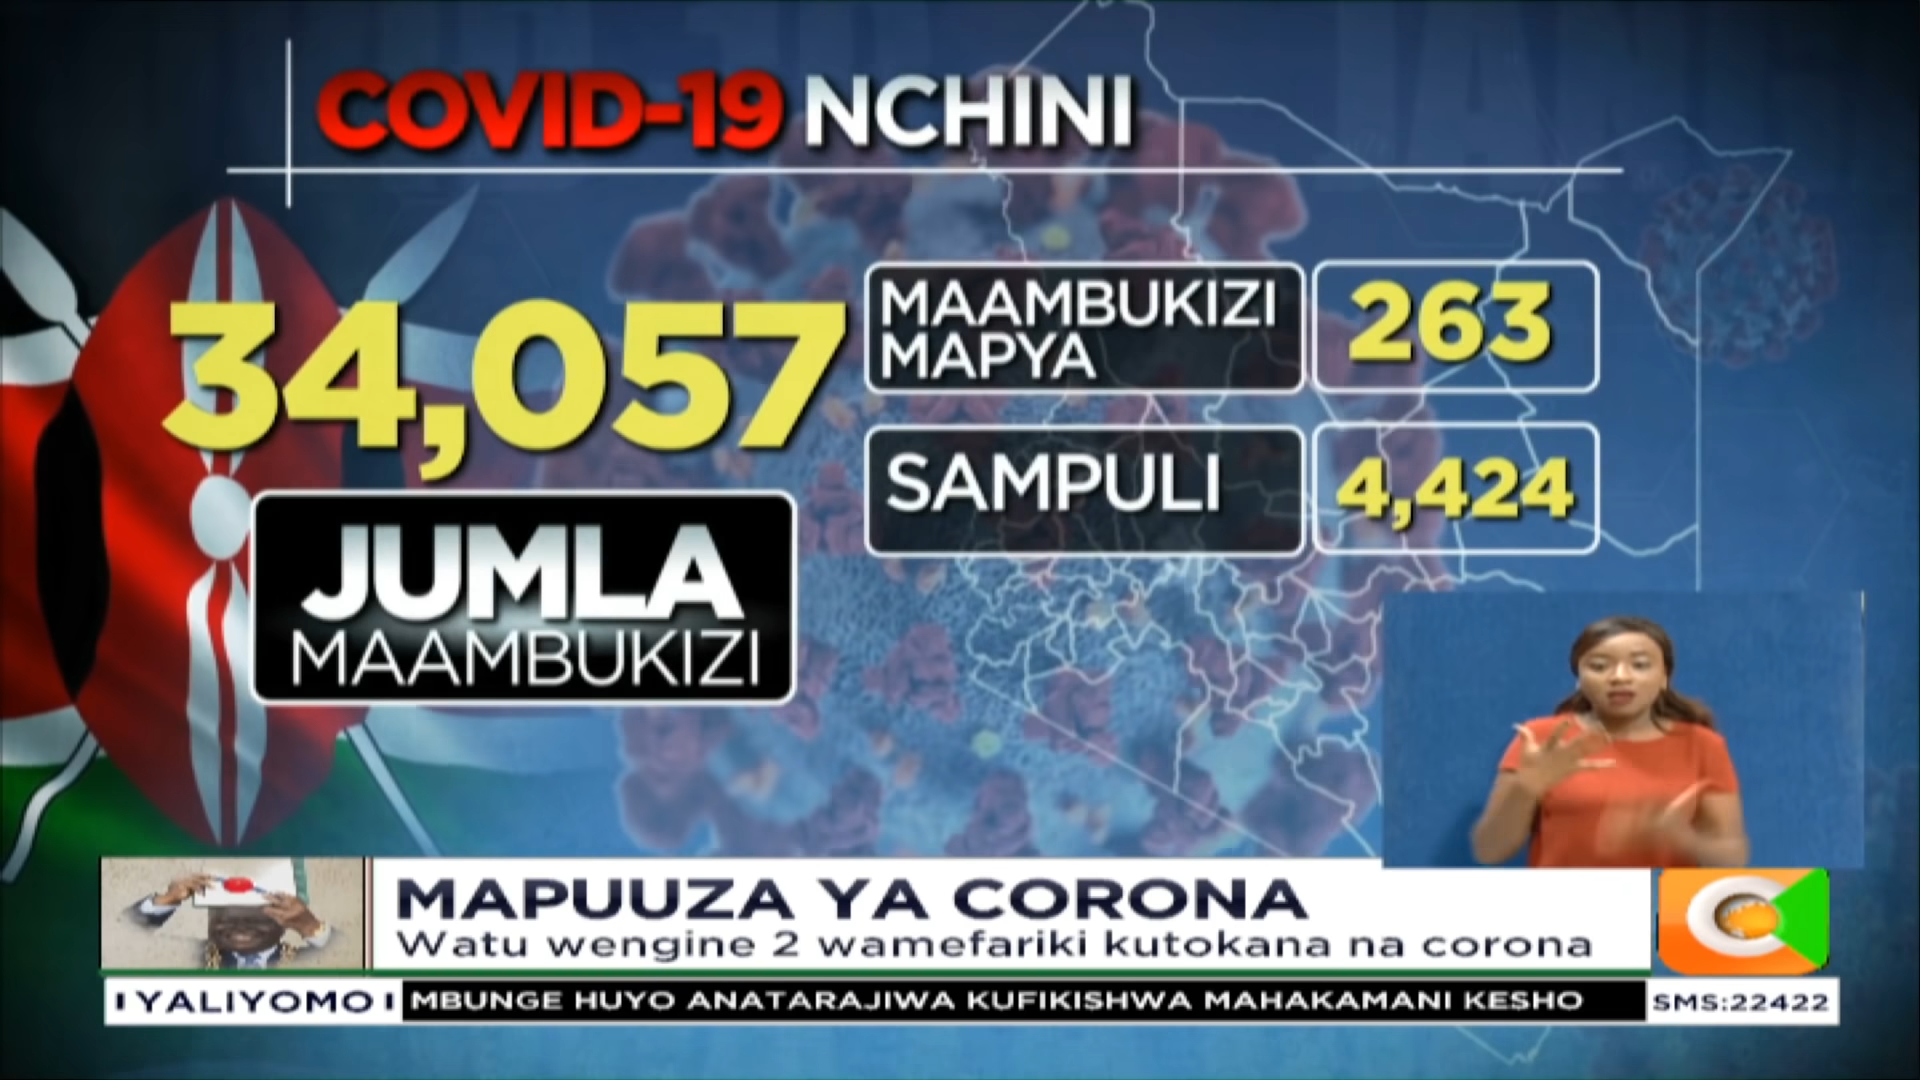 COVID-19 NCHINI
34,057
JUMLA
MAAMBUKIZI
MAAMBUKIZI
MAPYA
263
SAMPULI
4,424
MAPUUZA YA CORONA
Watu wengine 2 wamefariki kutokana na corona
YALIYOMO
MBUNGE HUYO ANATARAJIWA KUFIKISHWA MAHAKAMANI KESHO
SMS:22422